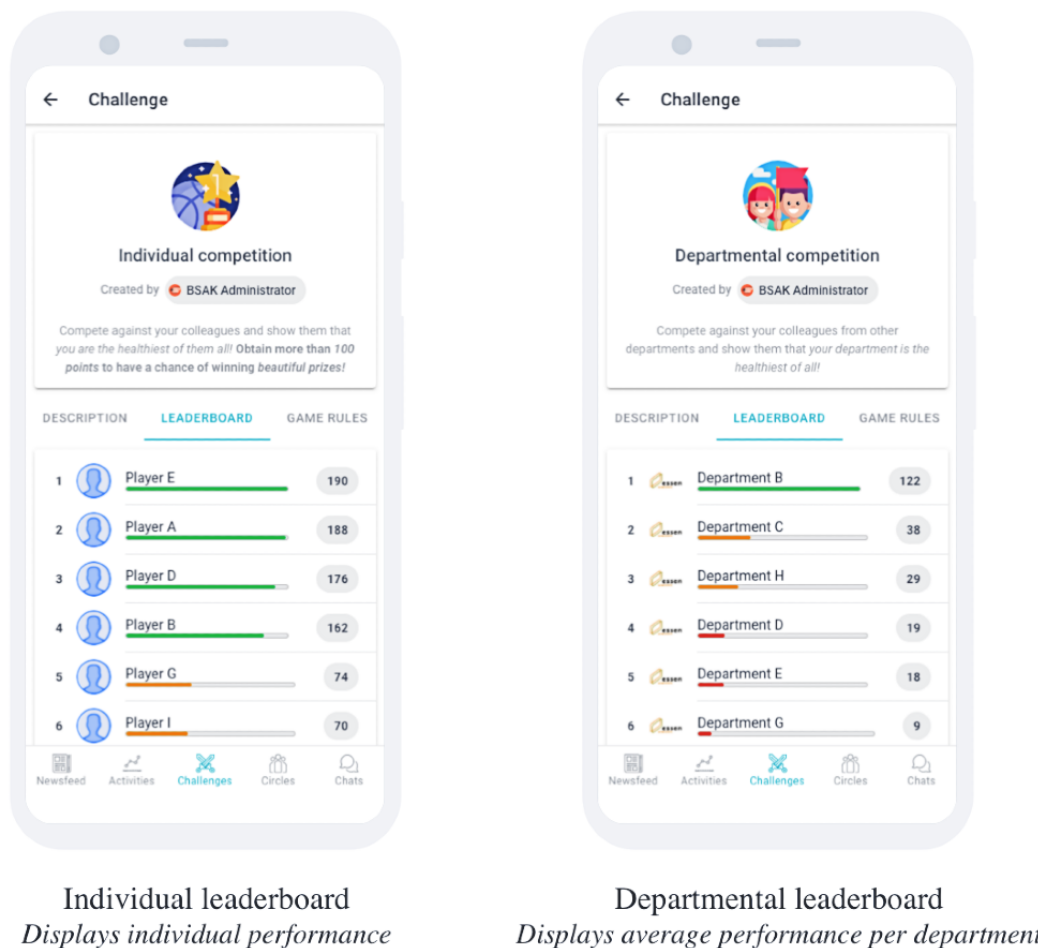 Challenge
Individual competition
Created by BSAK Administrator
Compete against your colleagues and show them that
you are the healthiest of them all! Obtain more than 100
points to have a chance of winning beautiful prizes!
DESCRIPTION LEADERBOARD GAME RULES
1 Player E 190
2 Player A 188
3 Player D 176
4 Player B 162
5 Player G 74
6 Player I 70
Newsfeed Activities Challenges Circles Chats
Individual leaderboard
Displays individual performance
Challenge
Departmental competition
Created by BSAK Administrator
Compete against your colleagues from other
departments and show them that your department is the
healthiest of all!
DESCRIPTION LEADERBOARD GAME RULES
1 Department B 122
2 Department C 38
3 Department H 29
4 Department D 19
5 Department E 18
6 Department G 9
Newsfeed Activities Challenges Circles Chats
Departmental leaderboard
Displays average performance per department